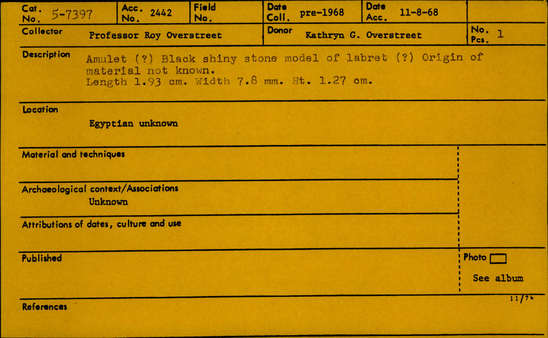 Cat. No. 5-7397 Acc. No. 2442 Field No. Date Coll. pre-1968 Date Acc. 11-8-68
Collector Professor Roy Overstreet Donor Kathryn G. Overstreet No. Pcs. 1
Description Amulet (?) Black shiny stone model of labret (?) Origin of
material not known.
Length 1.93 cm. Width 7.8 mm. Ht. 1.27 cm.
Location
Egyptian unknown
Material and techniques
Archaeological context/Associations
Unknown
Attributions of dates, culture and use
Published
Photo
See album
11/76
References